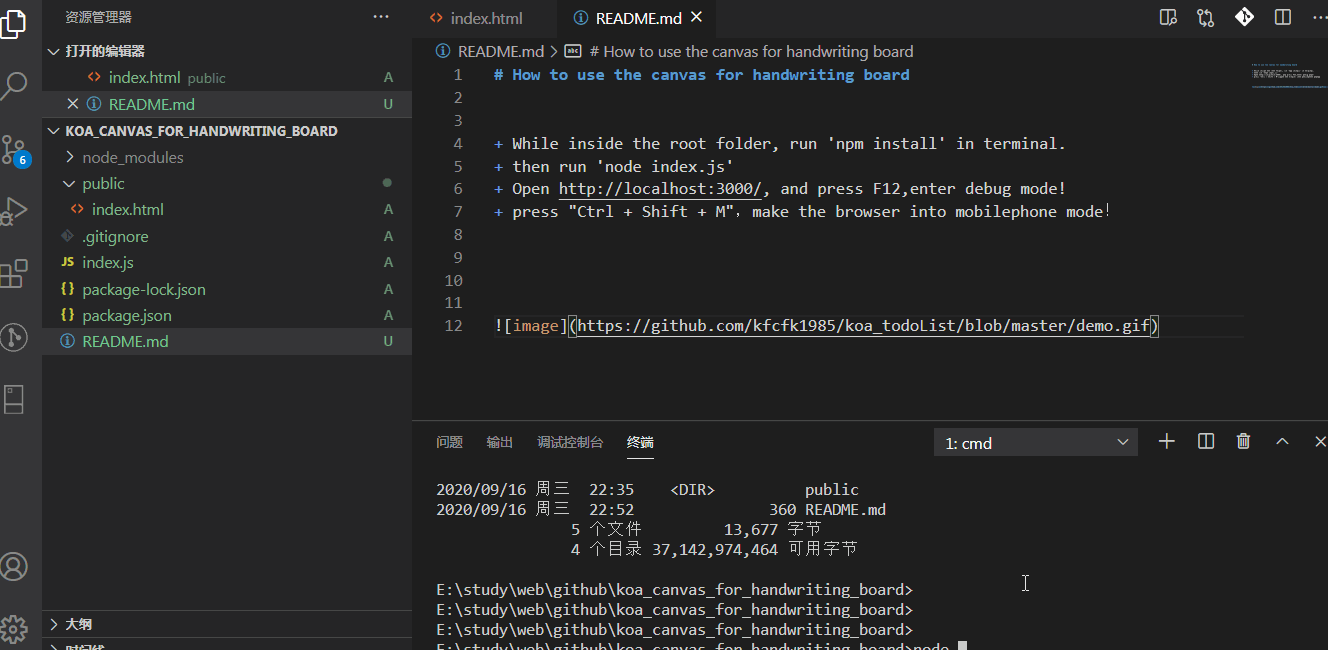 资源管理器
打开的编辑器
index.html public A
README.md U
KOA_CANVAS_FOR_HANDWRITING_BOARD
node_modules
public
index.html A
.gitignore A
JS index.js A
{} package-lock.json A
{} package.json A
README.md U
6
大纲
时间线
index.html
README.md
README.md > # How to use the canvas for handwriting board
1 # How to use the canvas for handwriting board
2
3
4 + While inside the root folder, run 'npm install' in terminal.
5 + then run 'node index.js'
6 + Open http://localhost:3000/, and press F12,enter debug mode!
7 + press "Ctrl + Shift + M"，make the browser into mobilephone mode！
8
9
10
11
12 ![image](https://github.com/kfcfk1985/koa_todoList/blob/master/demo.gif)
问题 输出 调试控制台 终端
1: cmd
2020/09/16 周三 22:35 <DIR> public
2020/09/16 周三 22:52 360 README.md
5 个文件 13,677 字节
4 个目录 37,142,974,464 可用字节
E:\study\web\github\koa_canvas_for_handwriting_board>
E:\study\web\github\koa_canvas_for_handwriting_board>
E:\study\web\github\koa_canvas_for_handwriting_board>
E:\study\web\github\koa_canvas_for_handwriting_board>node